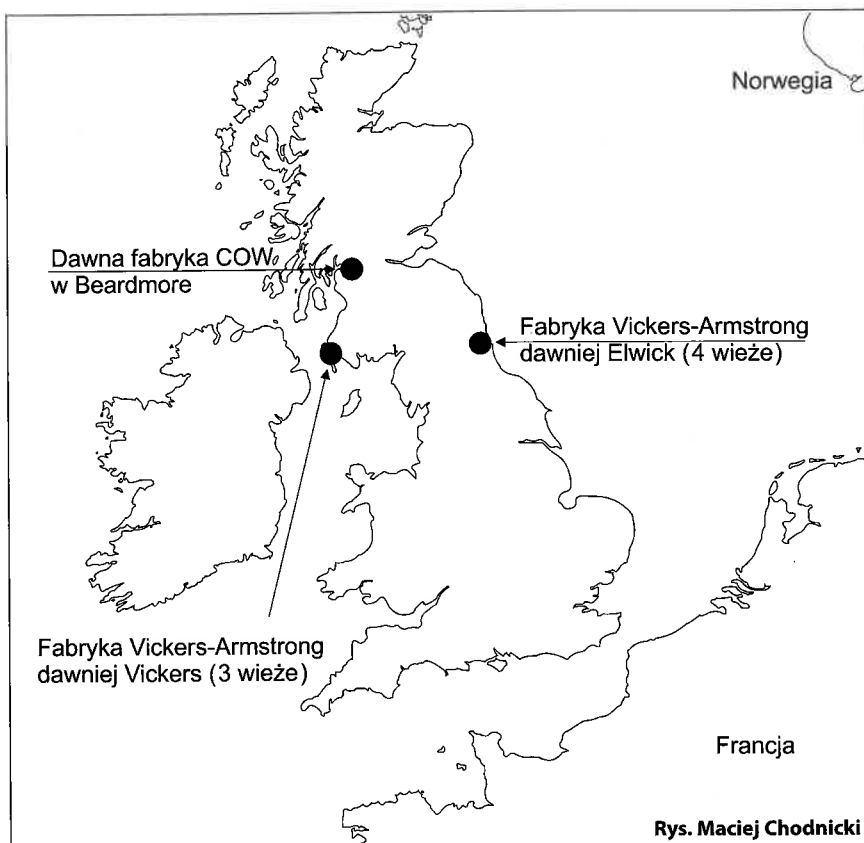 Norwegia
Dawna fabryka COW
w Beardmore
Fabryka Vickers-Armstrong
dawniej Elwick (4 wieże)
Fabryka Vickers-Armstrong
dawniej Vickers (3 wieże)
Francja
Rys. Maciej Chodnicki